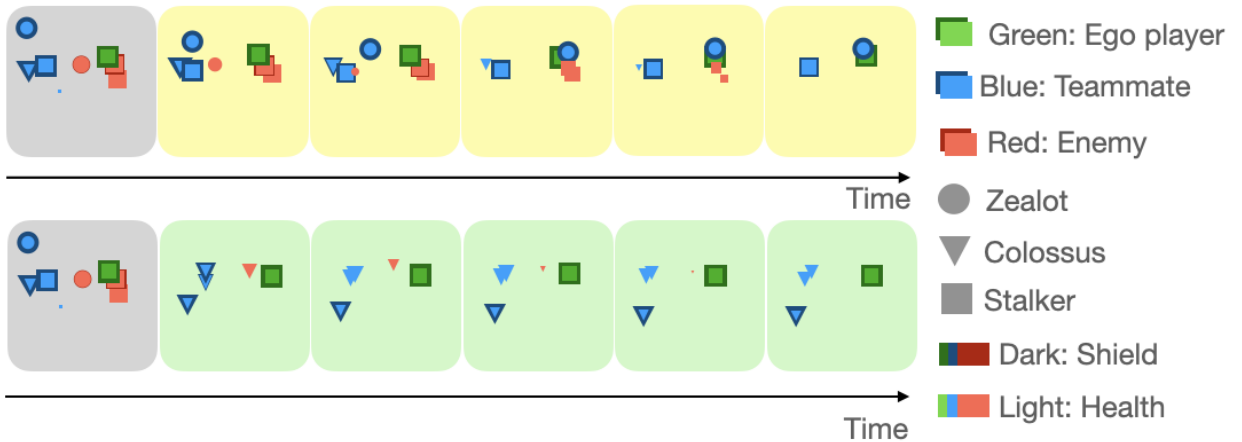 Green: Ego player
Blue: Teammate
Red: Enemy
Time
Zealot
Colossus
Stalker
Dark: Shield
Light: Health
Time